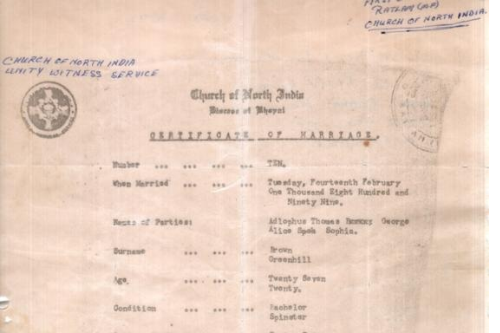 RATLAM (M.P)
CHURCH OF NORTH INDIA.
CHURCH OF NORTH INDIA
UNITY WITNESS SERVICE
Church of North India
Diocese of Bhopal
CERTIFICATE OF MARRIAGE.
Number ... ... ... ... TEN.
When Married ... ... ... ... Tuesday, Fourteenth February
One Thousand Eight Hundred and
Ninety Nine.
Names of Parties: Adlophus Thomas George
Alice Sophia.
Surname ... ... ... Brown
Greenhill
Age. ... ... ... Twenty Seven
Twenty.
Condition ... ... ... Bachelor
Spinster